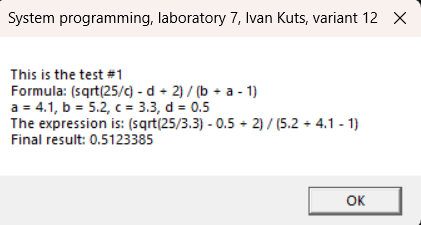 System programming, laboratory 7, Ivan Kuts, variant 12
This is the test #1
Formula: (sqrt(25/c) - d + 2) / (b + a - 1)
a = 4.1, b = 5.2, c = 3.3, d = 0.5
The expression is: (sqrt(25/3.3) - 0.5 + 2) / (5.2 + 4.1 - 1)
Final result: 0.5123385
OK